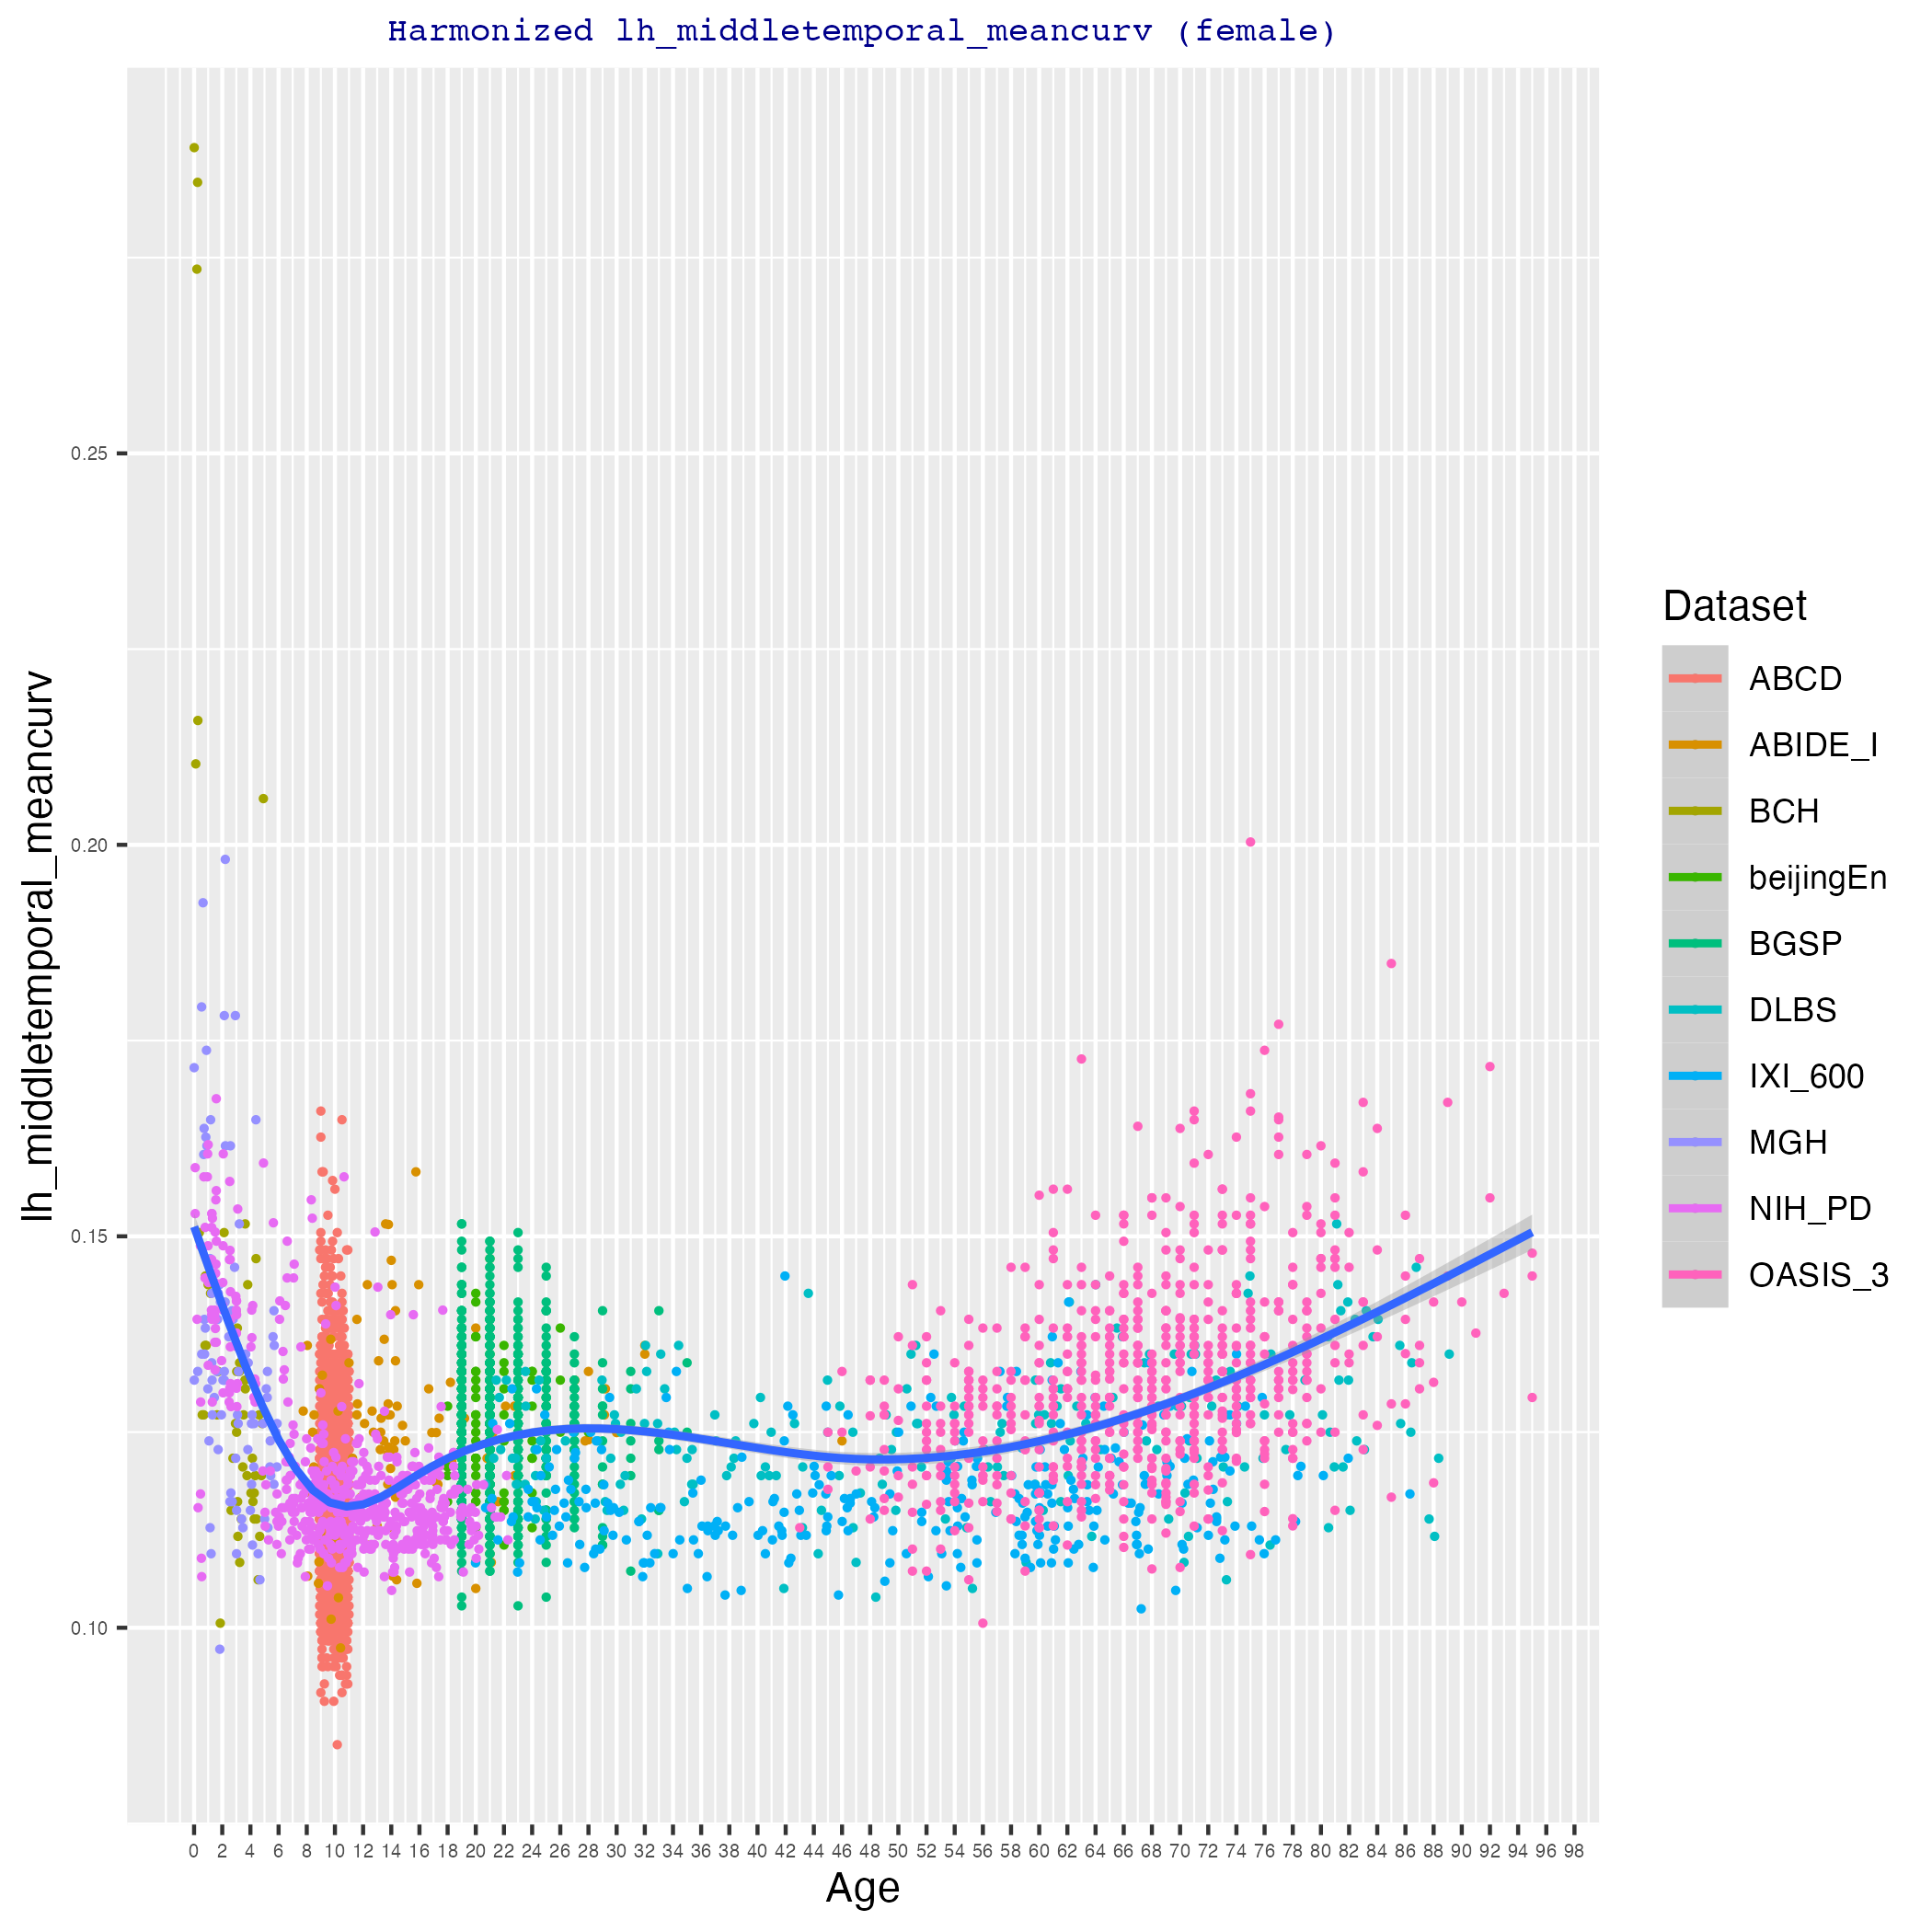 Harmonized lh_middletemporal_meancurv (female)
lh_middletemporal_meancurv
0.25
0.20
0.15
0.10
0 2 4 6 8 10 12 14 16 18 20 22 24 26 28 30 32 34 36 38 40 42 44 46 48 50 52 54 56 58 60 62 64 66 68 70 72 74 76 78 80 82 84 86 88 90 92 94 96 98
Age
Dataset
ABCD
ABIDE_I
BCH
beijingEn
BGSP
DLBS
IXI_600
MGH
NIH_PD
OASIS_3